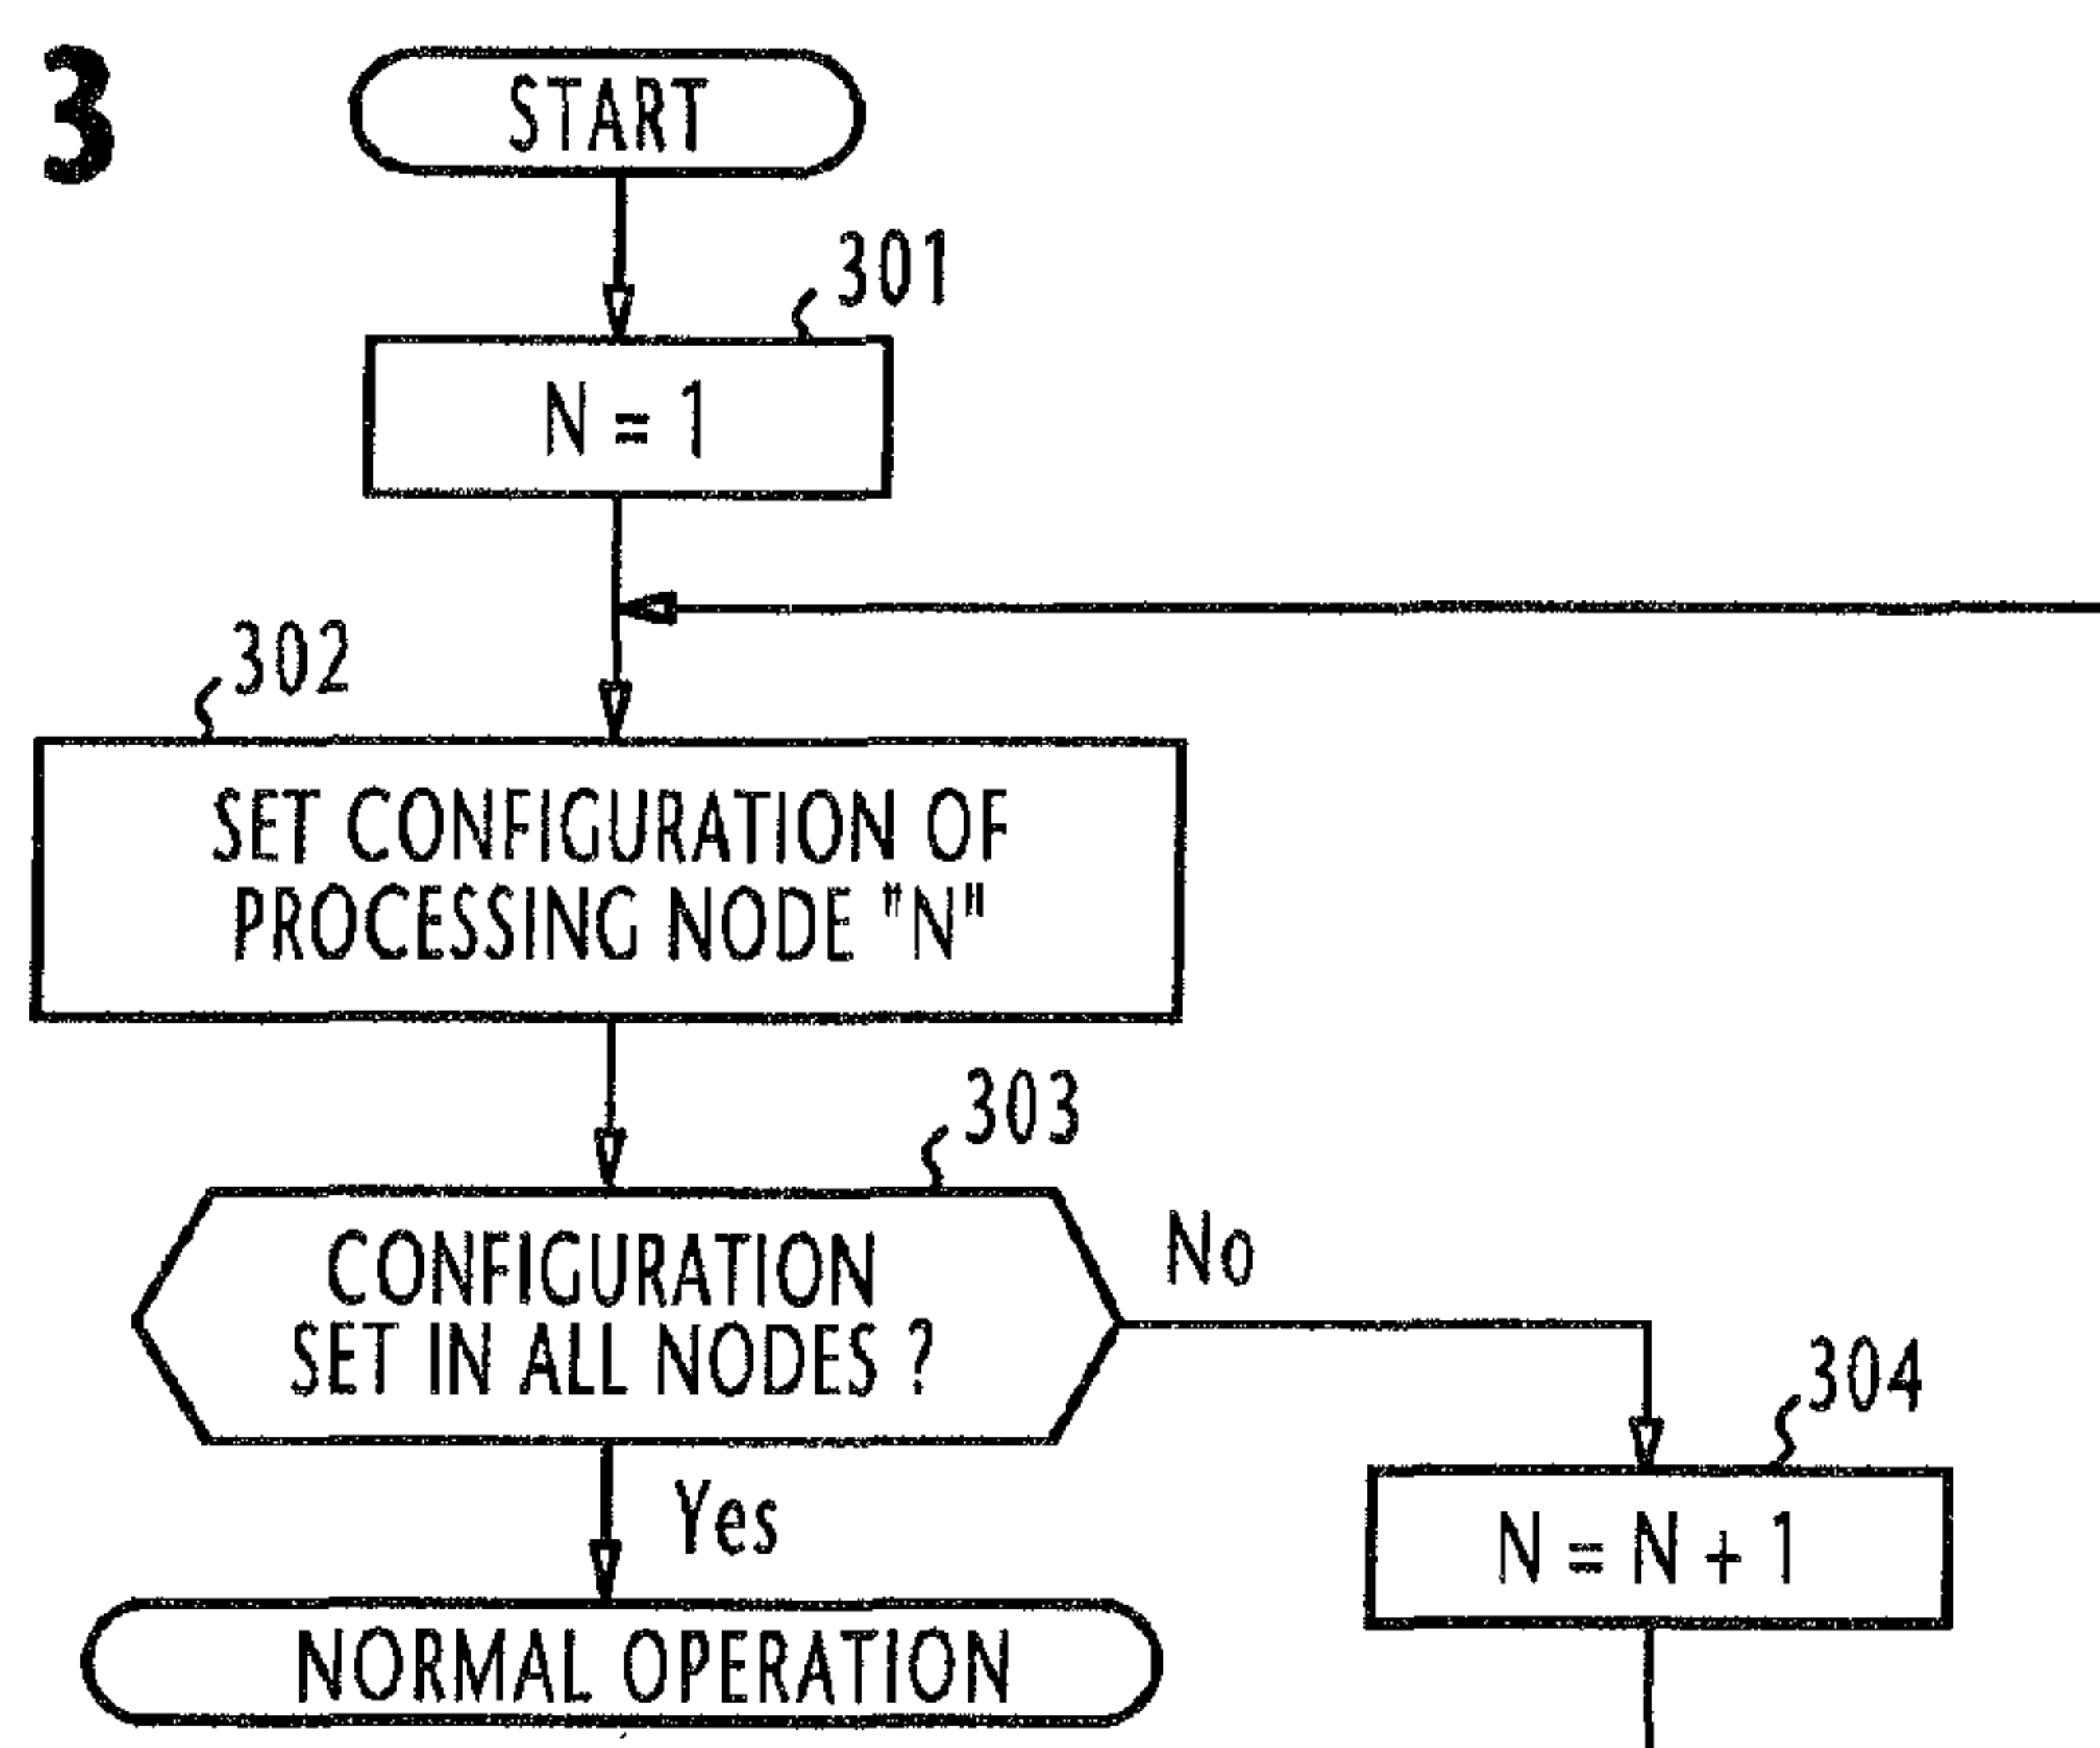 3
START
301
N = 1
302
SET CONFIGURATION OF
PROCESSING NODE "N"
303
CONFIGURATION
SET IN ALL NODES ?
No
304
Yes
N = N + 1
NORMAL OPERATION